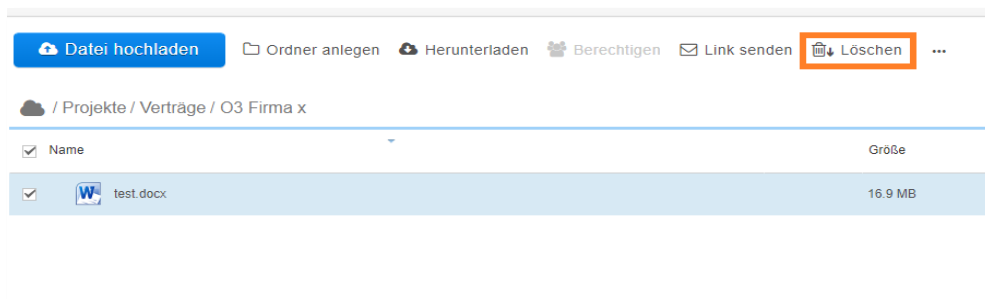 Datei hochladen Ordner anlegen Herunterladen Berechtigen Link senden Löschen ...
/ Projekte / Verträge / O3 Firma x
Name Größe
test.docx 16.9 MB